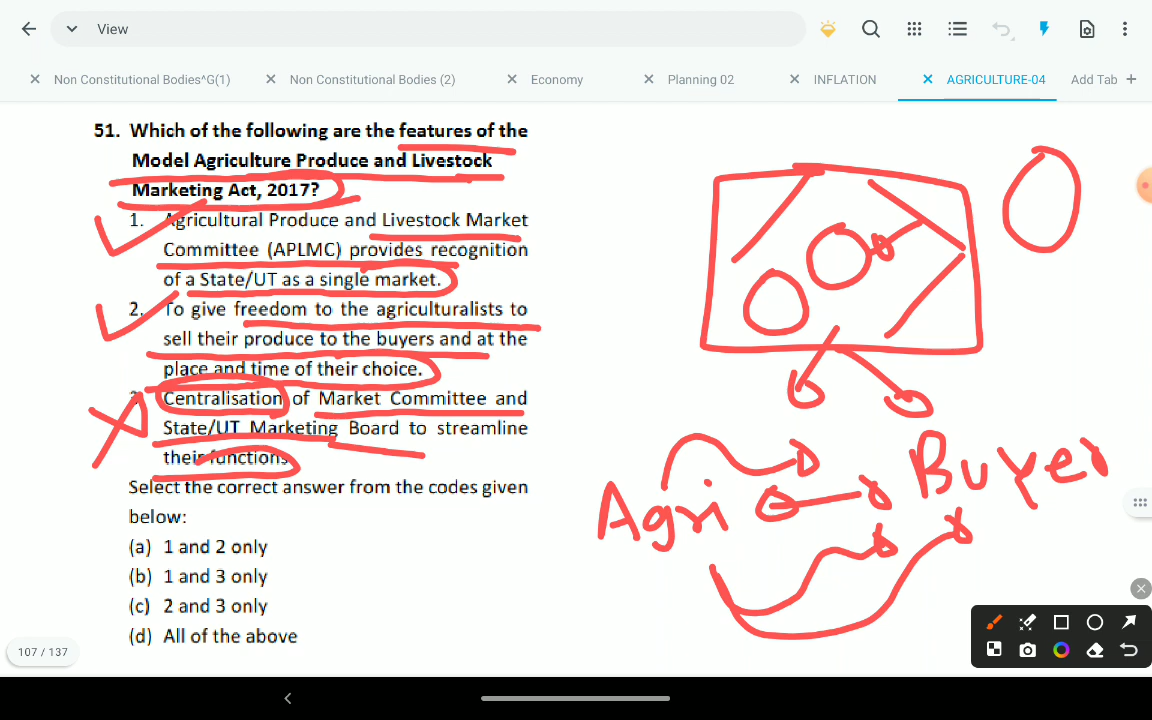 View
Non Constitutional Bodies^G(1)
Non Constitutional Bodies (2)
Economy
Planning 02
INFLATION
AGRICULTURE-04
Add Tab +
51. Which of the following are the features of the
Model Agriculture Produce and Livestock
Marketing Act, 2017?
1. Agricultural Produce and Livestock Market
Committee (APLMC) provides recognition
of a State/UT as a single market.
2. To give freedom to the agriculturalists to
sell their produce to the buyers and at the
place and time of their choice.
3. Centralisation of Market Committee and
State/UT Marketing Board to streamline
their functions.
Select the correct answer from the codes given
below:
(a) 1 and 2 only
(b) 1 and 3 only
(c) 2 and 3 only
(d) All of the above
Agri
Buyer
107 / 137